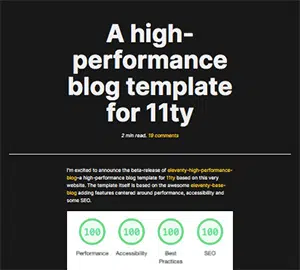 A high-
performance
blog template
for 11ty
2 min read. 19 comments
I'm excited to announce the beta-release of eleventy-high-performance-
blog–a high-performance blog template for 11ty based on this very
website. The template itself is based on the awesome eleventy-base-
blog adding features centered around performance, accessibility and
some SEO.
100 100 100 100
Performance Accessibility Best Practices SEO